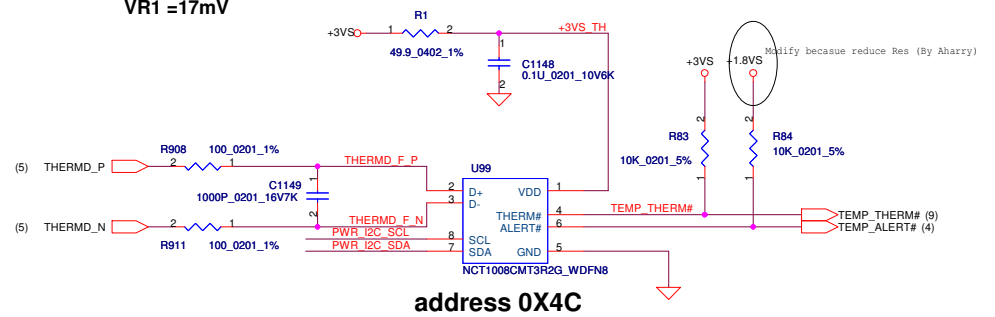 VR1 =17mV
R1
+3VS
1
2
+3VS_TH
49.9_0402_1%
1
C1148
0.1U_0201_10V6K
2
Modify becasue reduce Res (By Aharry)
+3VS
+1.8VS
2
2
R83
R84
10K_0201_5%
10K_0201_5%
1
1
R908
100_0201_1%
(5)
THERMD_P
2
1
THERMD_F_P
1
C1149
1000P_0201_16V7K
2
THERMD_F_N
(5)
THERMD_N
2
1
R911
100_0201_1%
PWR_I2C_SCL
PWR_I2C_SDA
U99
2
D+
VDD
1
3
D-
THERM#
4
TEMP_THERM#
TEMP_THERM# (9)
ALERT#
6
TEMP_ALERT# (4)
8
SCL
7
SDA
GND
5
NCT1008CMT3R2G_WDFN8
address 0X4C